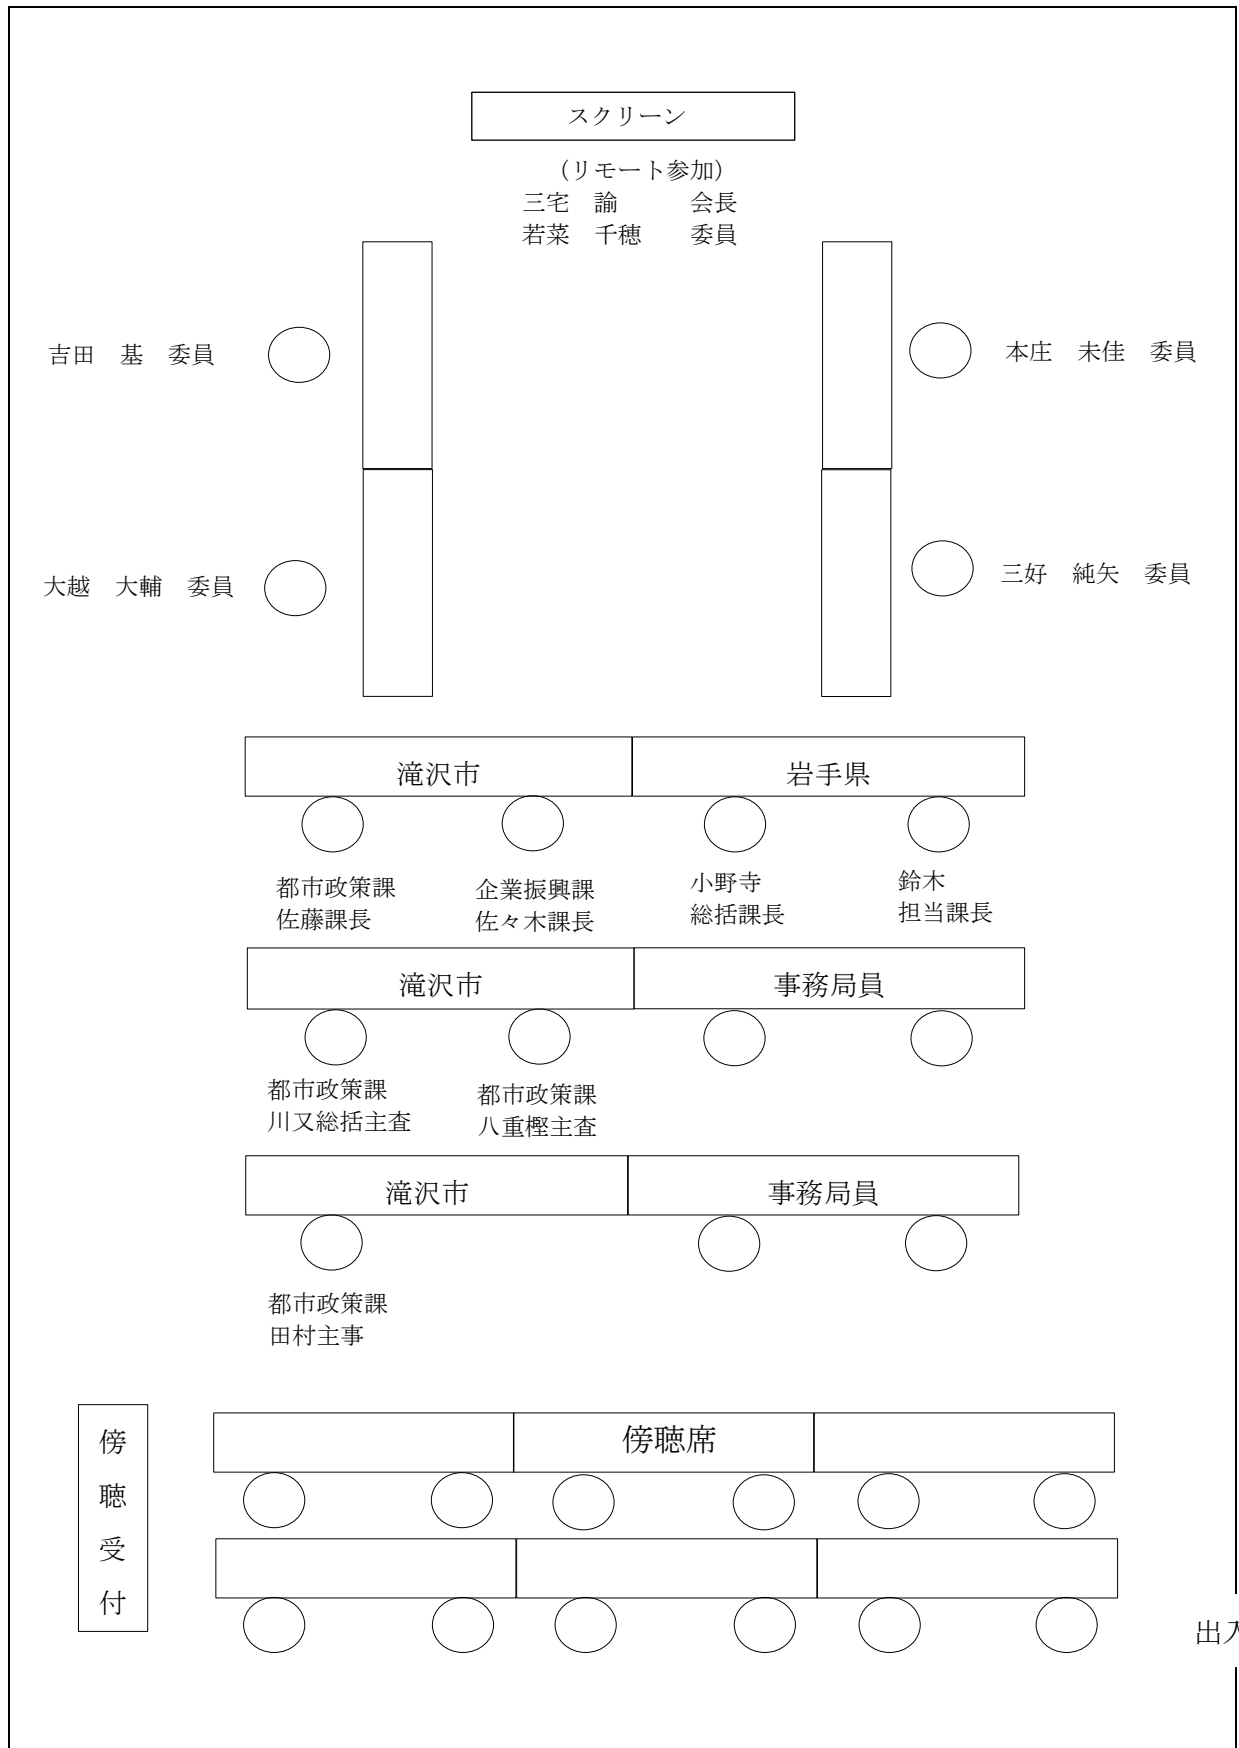 スクリーン
（リモート参加）
三宅　諭　　　会長
若菜　千穂　　委員
吉田　基　委員
本庄　未佳　委員
大越　大輔　委員
三好　純矢　委員
滝沢市
岩手県
都市政策課
佐藤課長
企業振興課
佐々木課長
小野寺
総括課長
鈴木
担当課長
滝沢市
事務局員
都市政策課
川又総括主査
都市政策課
八重樫主査
滝沢市
事務局員
都市政策課
田村主事
傍聴受付
傍聴席
出入